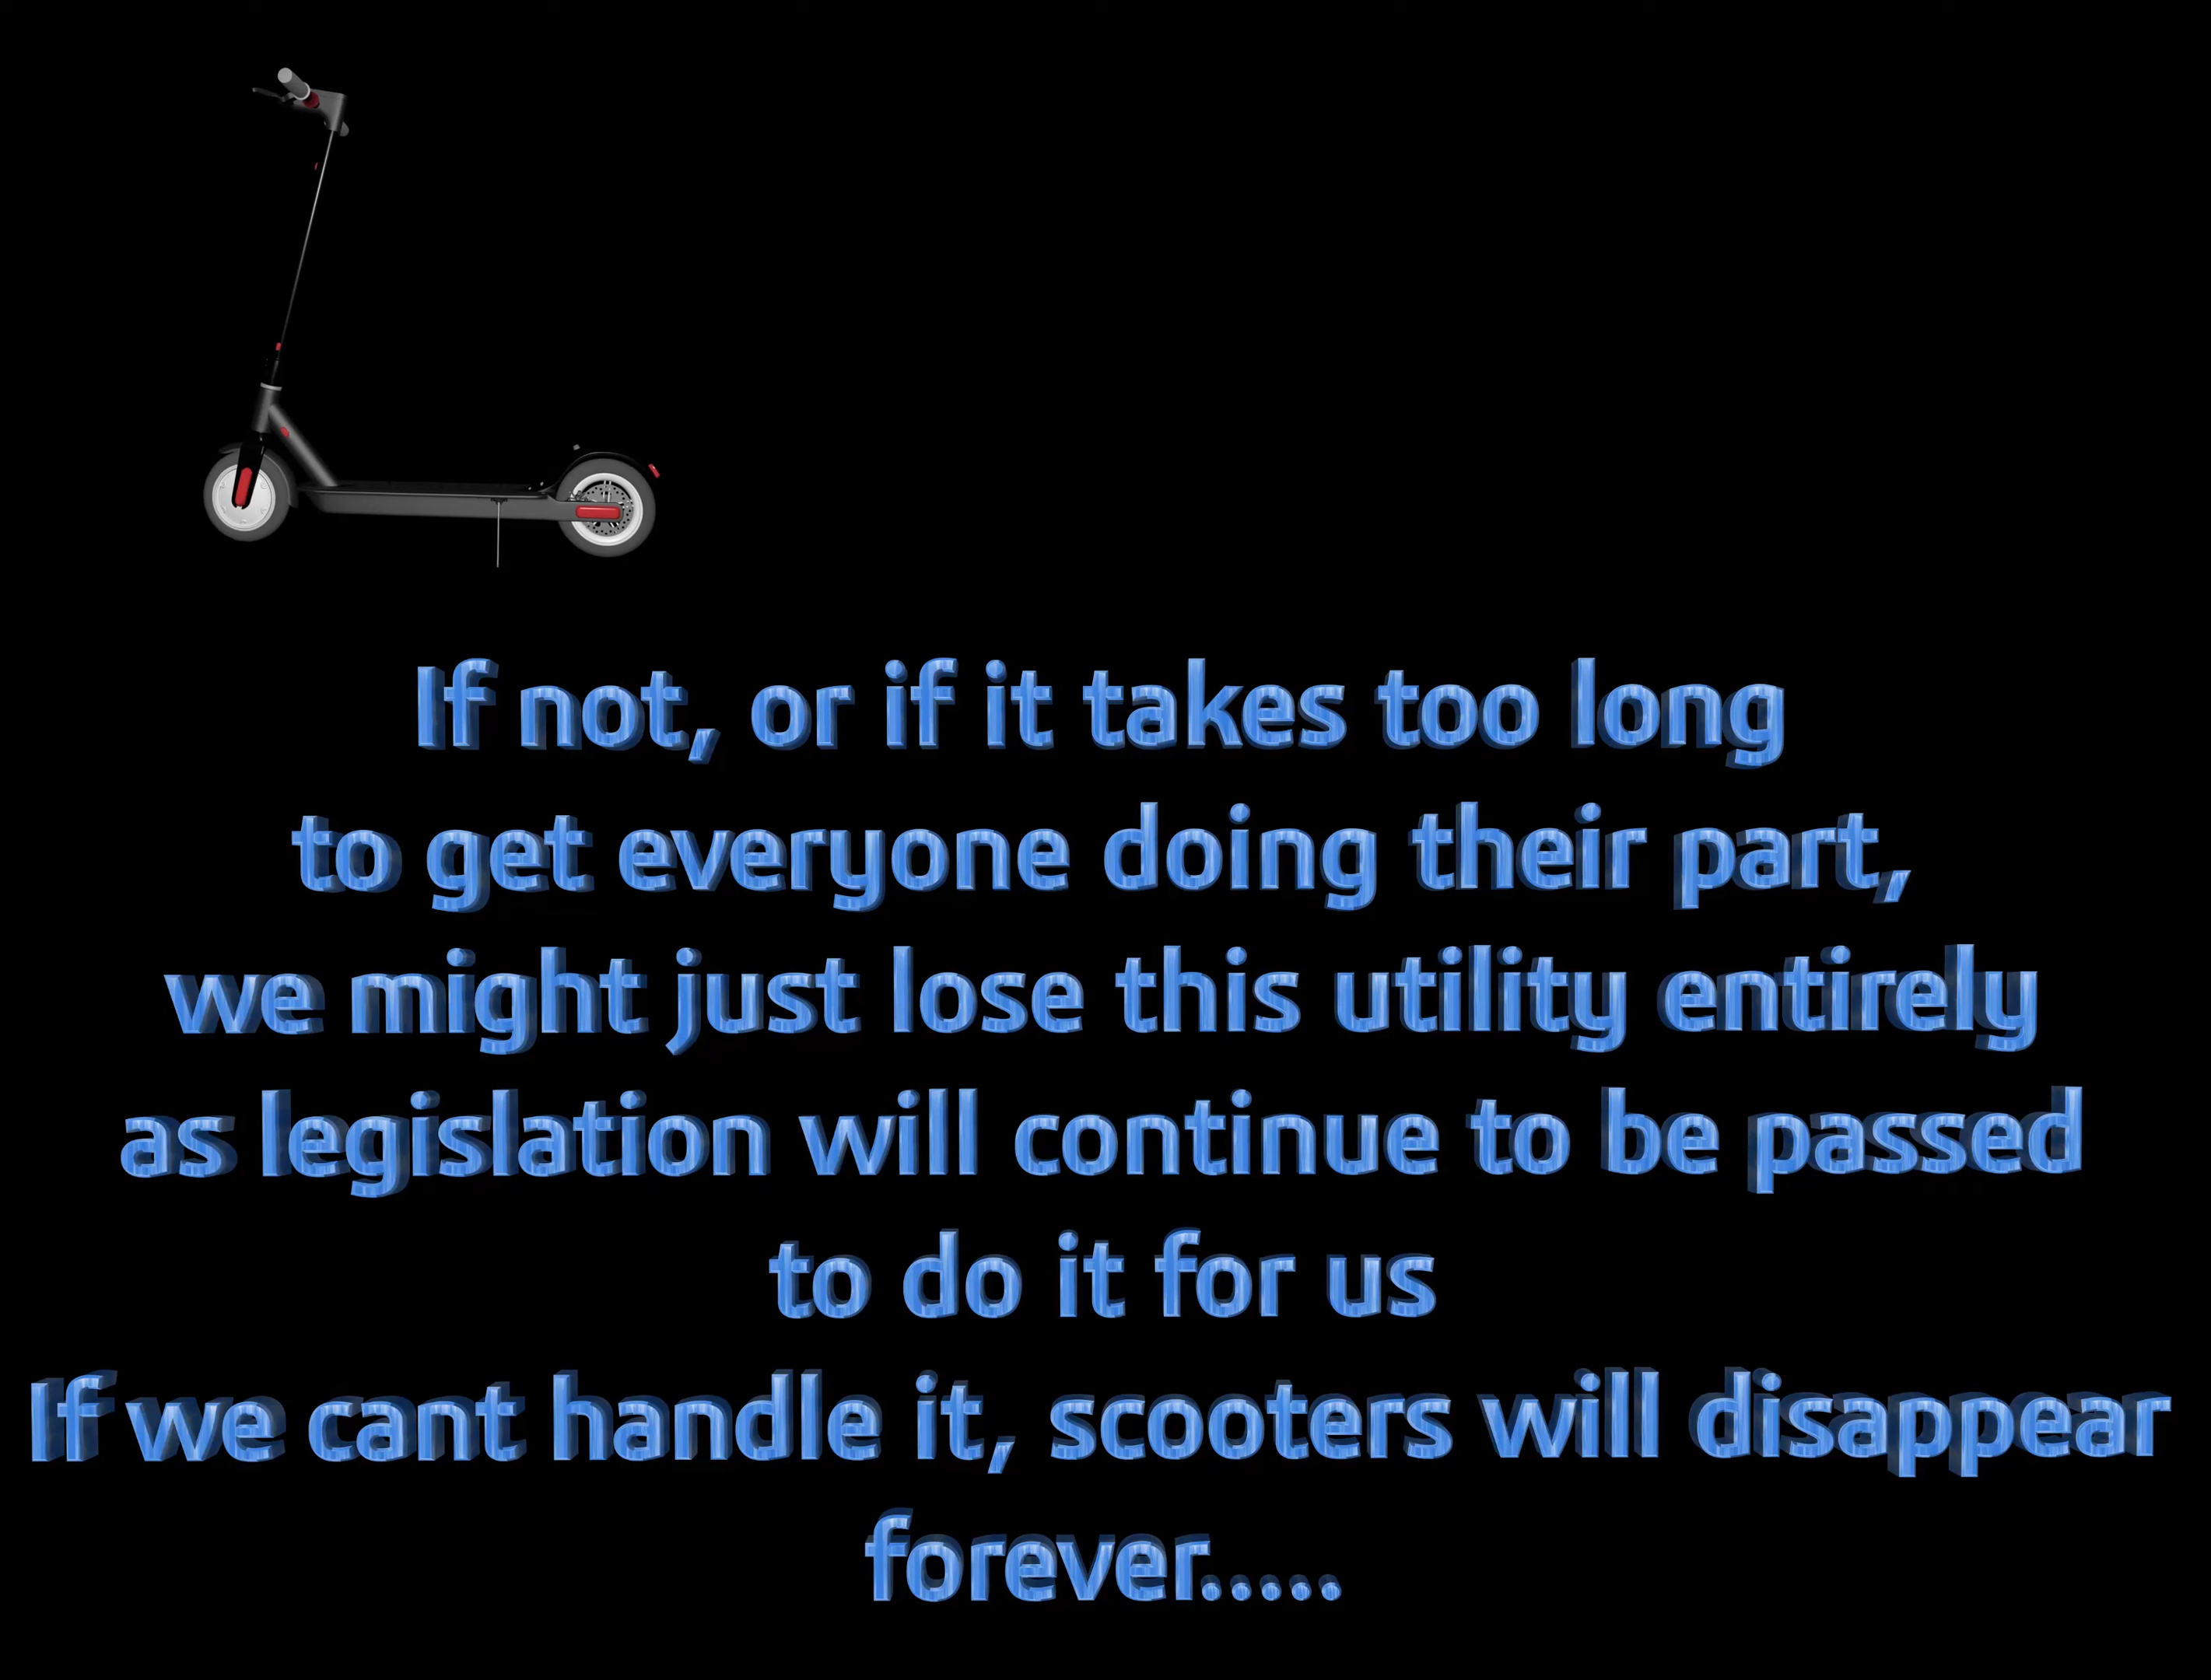 If not, or if it takes too long
to get everyone doing their part,
we might just lose this utility entirely
as legislation will continue to be passed
to do it for us
If we cant handle it, scooters will disappear
forever.....